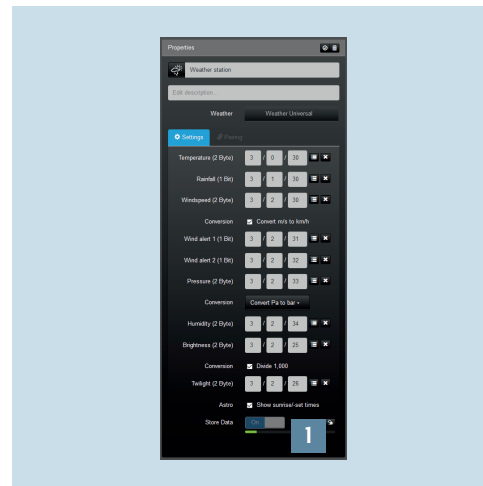 Properties
Weather station
Edit description...
Weather Weather Universal
Settings Pairing
Temperature (2 Byte) 3 / 0 / 30
Rainfall (1 Bit) 3 / 1 / 30
Windspeed (2 Byte) 3 / 2 / 30
Conversion Convert m/s to km/h
Wind alert 1 (1 Bit) 3 / 2 / 31
Wind alert 2 (1 Bit) 3 / 2 / 32
Pressure (2 Byte) 3 / 2 / 33
Conversion Convert Pa to bar
Humidity (2 Byte) 3 / 2 / 34
Brightness (2 Byte) 3 / 2 / 25
Conversion Divide 1,000
Twilight (2 Byte) 3 / 2 / 26
Astro Show sunrise/-set times
Store Data On
1